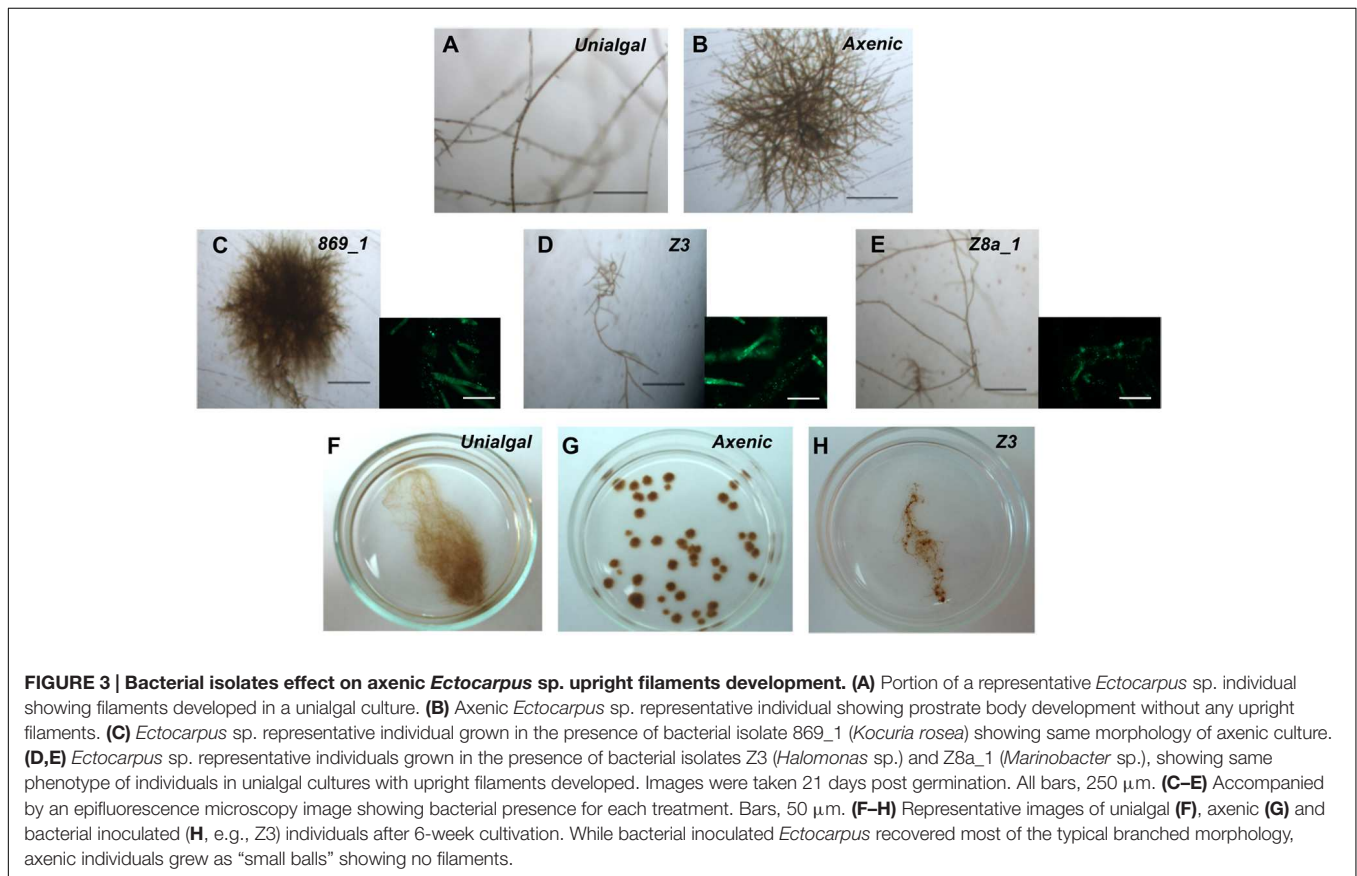 A Unialgal
B Axenic
C 869_1
D Z3
E Z8a_1
F Unialgal
G Axenic
H Z3
FIGURE 3 | Bacterial isolates effect on axenic Ectocarpus sp. upright filaments development. (A) Portion of a representative Ectocarpus sp. individual
showing filaments developed in a unialgal culture. (B) Axenic Ectocarpus sp. representative individual showing prostrate body development without any upright
filaments. (C) Ectocarpus sp. representative individual grown in the presence of bacterial isolate 869_1 (Kocuria rosea) showing same morphology of axenic culture.
(D,E) Ectocarpus sp. representative individuals grown in the presence of bacterial isolates Z3 (Halomonas sp.) and Z8a_1 (Marinobacter sp.), showing same
phenotype of individuals in unialgal cultures with upright filaments developed. Images were taken 21 days post germination. All bars, 250 μm. (C–E) Accompanied
by an epifluorescence microscopy image showing bacterial presence for each treatment. Bars, 50 μm. (F–H) Representative images of unialgal (F), axenic (G) and
bacterial inoculated (H, e.g., Z3) individuals after 6-week cultivation. While bacterial inoculated Ectocarpus recovered most of the typical branched morphology,
axenic individuals grew as “small balls” showing no filaments.